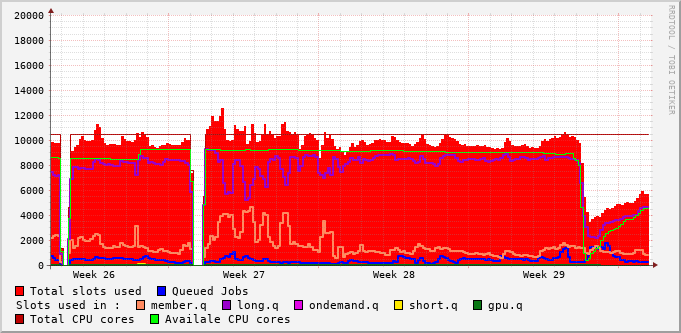 20000
18000
16000
14000
12000
10000
8000
6000
4000
2000
0
Week 26 Week 27 Week 28 Week 29
Total slots used Queued Jobs
Slots used in : member.q long.q ondemand.q short.q gpu.q
Total CPU cores Availale CPU cores
RRDTOOL / TOBI OETIKER